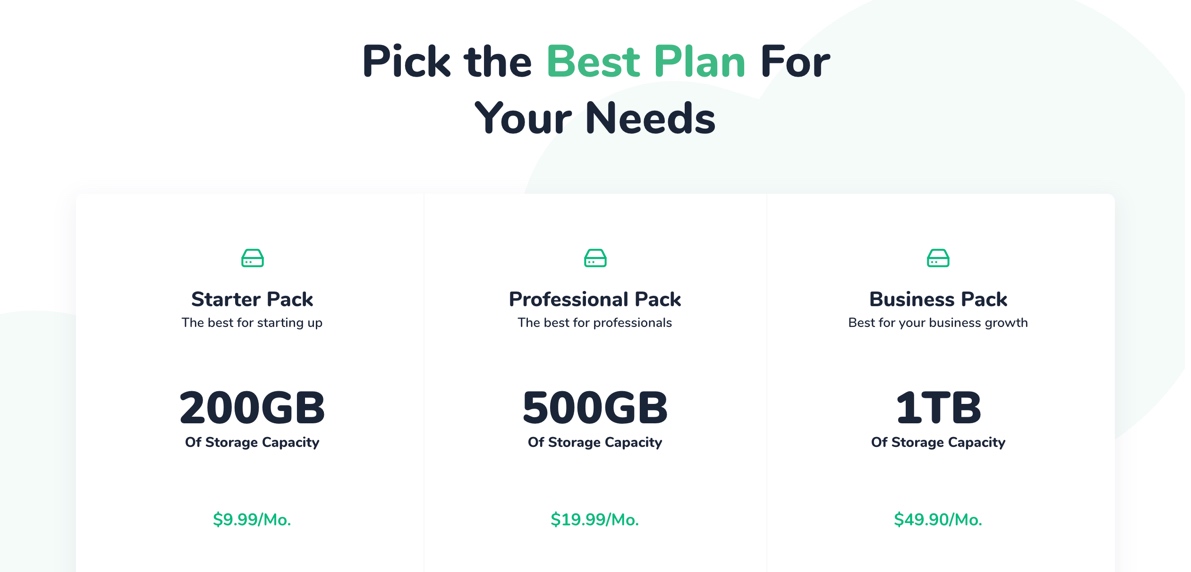 Pick the Best Plan For
Your Needs
Starter Pack
The best for starting up
200GB
Of Storage Capacity
$9.99/Mo.
Professional Pack
The best for professionals
500GB
Of Storage Capacity
$19.99/Mo.
Business Pack
Best for your business growth
1TB
Of Storage Capacity
$49.90/Mo.